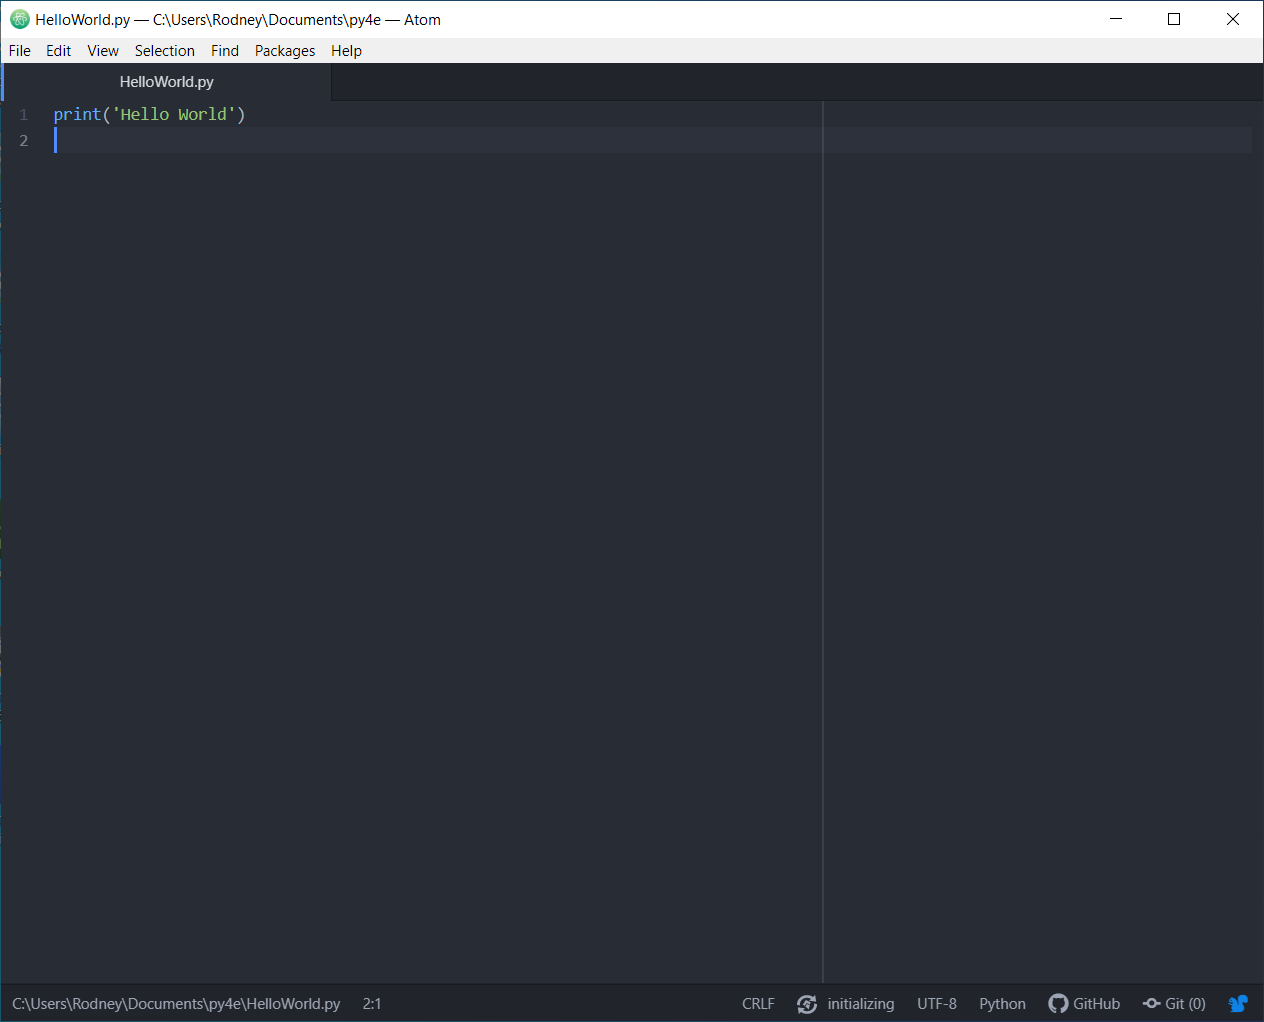 HelloWorld.py — C:\Users\Rodney\Documents\py4e — Atom
File Edit View Selection Find Packages Help
HelloWorld.py
1 print('Hello World')
2
C:\Users\Rodney\Documents\py4e\HelloWorld.py 2:1 CRLF initializing UTF-8 Python GitHub Git (0)